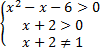 x² − x − 6 > 0
x + 2 > 0
x + 2 ≠ 1